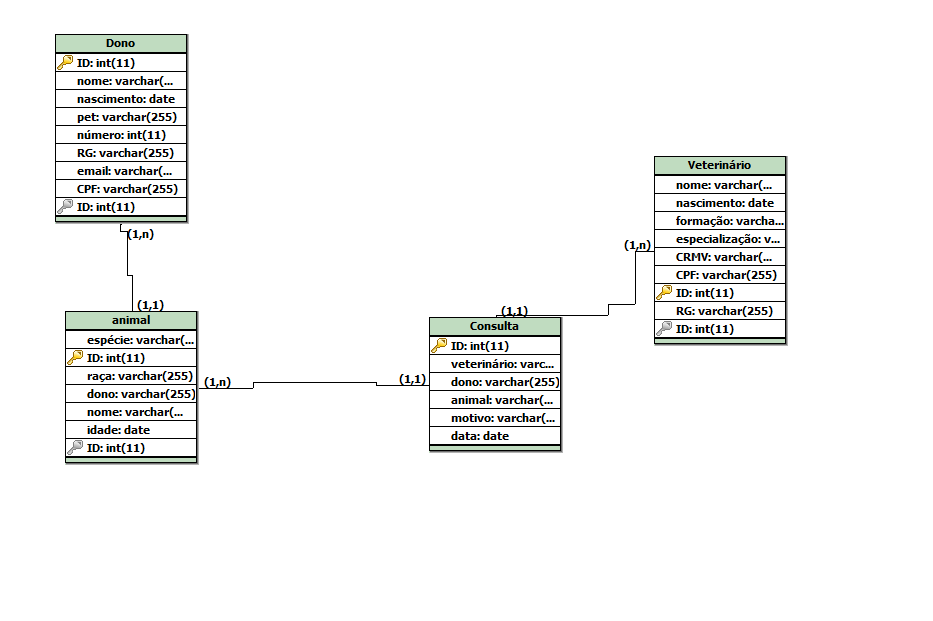 Dono
ID: int(11)
nome: varchar(...
nascimento: date
pet: varchar(255)
número: int(11)
RG: varchar(255)
email: varchar(...
CPF: varchar(255)
ID: int(11)
(1,n)
(1,1)
animal
espécie: varchar(...
ID: int(11)
raça: varchar(255)
dono: varchar(255)
nome: varchar(...
idade: date
ID: int(11)
(1,n)
(1,1)
(1,1)
Consulta
ID: int(11)
veterinário: varc...
dono: varchar(255)
animal: varchar(...
motivo: varchar(...
data: date
(1,n)
Veterinário
nome: varchar(...
nascimento: date
formação: varcha...
especialização: v...
CRMV: varchar(...
CPF: varchar(255)
ID: int(11)
RG: varchar(255)
ID: int(11)